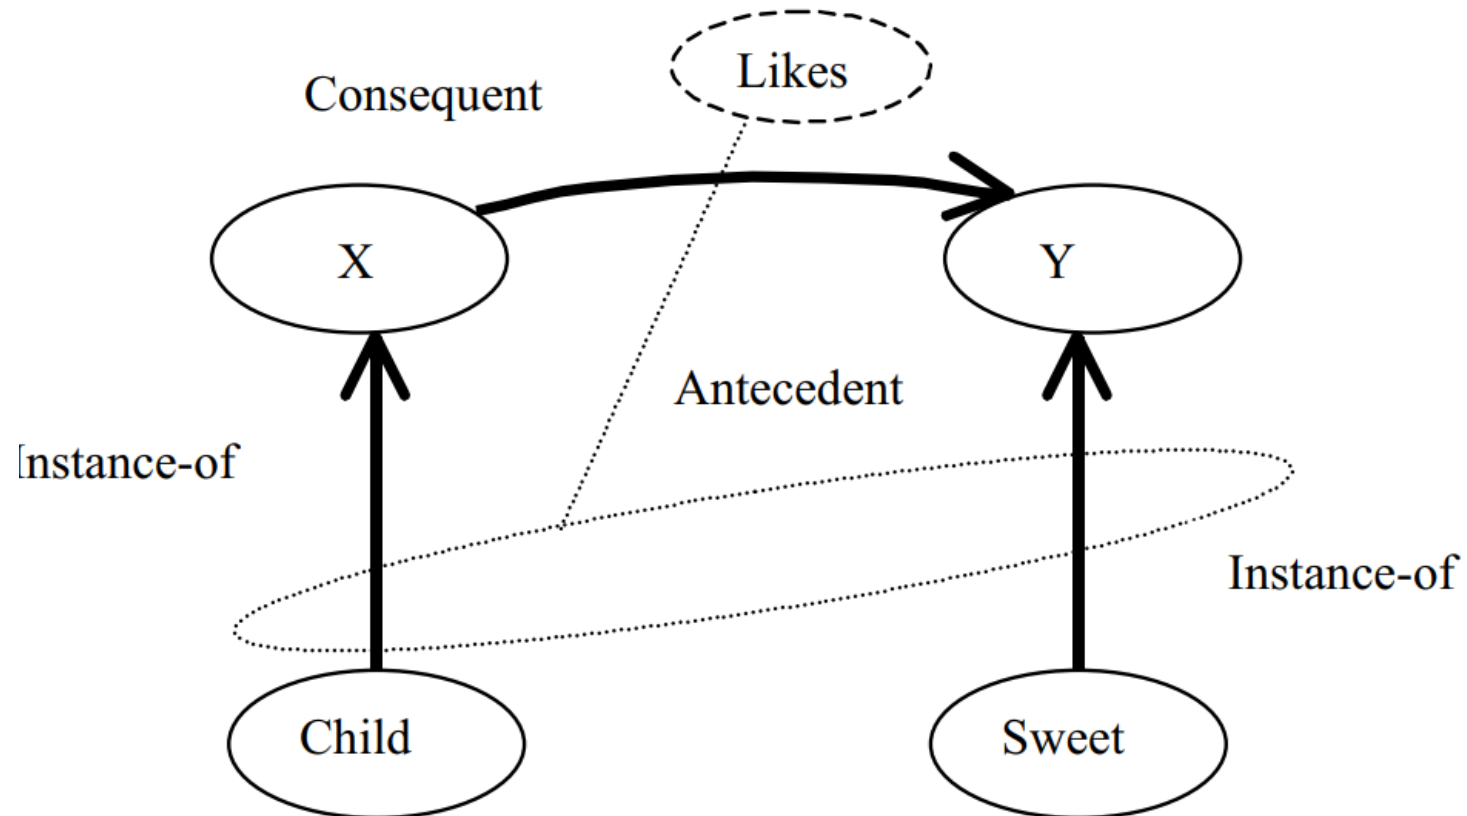 Likes
Consequent
X
Y
Antecedent
Instance-of
Instance-of
Child
Sweet